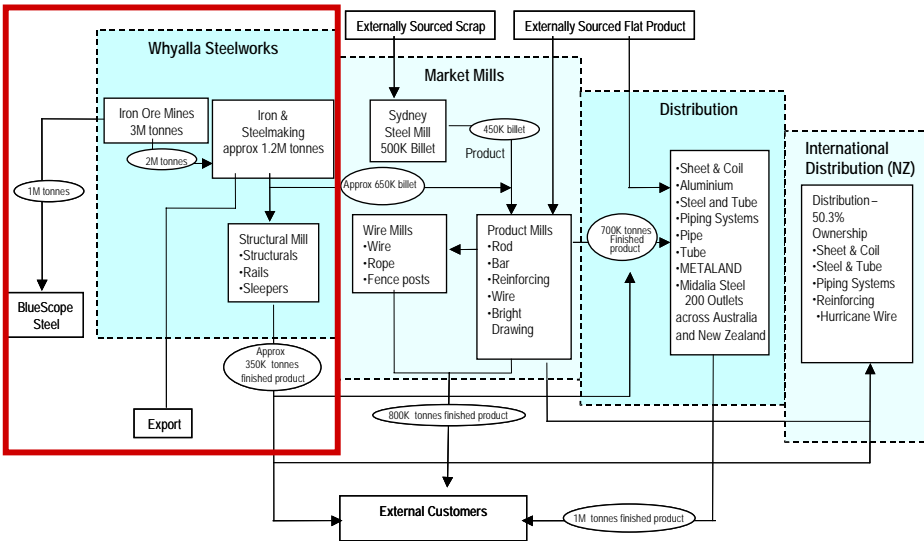 Externally Sourced Scrap
Externally Sourced Flat Product
Whyalla Steelworks
Market Mills
Distribution
International
Distribution (NZ)
Iron Ore Mines
3M tonnes
Iron &
Steelmaking
approx 1.2M tonnes
2M tonnes
1M tonnes
Sydney
Steel Mill
500K Billet
450K billet
Product
Approx 650K billet
Structural Mill
•Structurals
•Rails
•Sleepers
Wire Mills
•Wire
•Rope
•Fence posts
Product Mills
•Rod
•Bar
•Reinforcing
•Wire
•Bright
Drawing
700K tonnes
Finished
product
•Sheet & Coil
•Aluminium
•Steel and Tube
•Piping Systems
•Pipe
•Tube
•METALAND
•Midalia Steel
200 Outlets
across Australia
and New Zealand
Distribution –
50.3%
Ownership
•Sheet & Coil
•Steel & Tube
•Piping Systems
•Reinforcing
•Hurricane Wire
BlueScope
Steel
Approx
350K tonnes
finished product
Export
800K tonnes finished product
External Customers
1M tonnes finished product